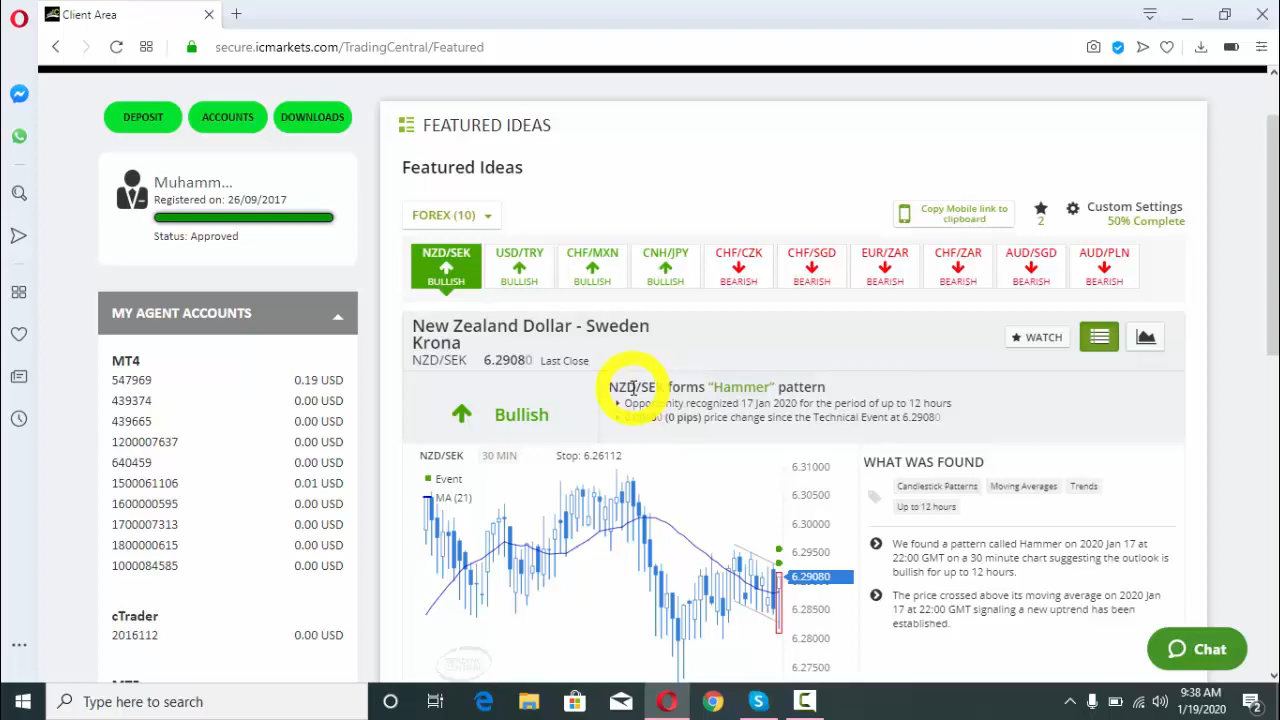 Client Area
secure.icmarkets.com/TradingCentral/Featured
DEPOSIT
ACCOUNTS
DOWNLOADS
Muhamm...
Registered on: 26/09/2017
Status: Approved
MY AGENT ACCOUNTS
MT4
547969 0.19 USD
439374 0.00 USD
439665 0.00 USD
1200007637 0.00 USD
640459 0.00 USD
1500061106 0.01 USD
1600000595 0.00 USD
1700007313 0.00 USD
1800000615 0.00 USD
1000084585 0.00 USD
cTrader
2016112 0.00 USD
FEATURED IDEAS
Featured Ideas
FOREX (10)
Copy Mobile link to
clipboard
2
Custom Settings
50% Complete
NZD/SEK
BULLISH
USD/TRY
BULLISH
CHF/MXN
BULLISH
CNH/JPY
BULLISH
CHF/CZK
BEARISH
CHF/SGD
BEARISH
EUR/ZAR
BEARISH
CHF/ZAR
BEARISH
AUD/SGD
BEARISH
AUD/PLN
BEARISH
New Zealand Dollar - Sweden
Krona
NZD/SEK 6.29080 Last Close
WATCH
Bullish
NZD/SEK forms "Hammer" pattern
Opportunity recognized 17 Jan 2020 for the period of up to 12 hours
(0 pips) price change since the Technical Event at 6.29080
NZD/SEK 30 MIN Stop: 6.26112
Event
MA (21)
6.31000
6.30500
6.30000
6.29500
6.29080
6.28500
6.28000
6.27500
WHAT WAS FOUND
Candlestick Patterns
Moving Averages
Trends
Up to 12 hours
We found a pattern called Hammer on 2020 Jan 17 at
22:00 GMT on a 30 minute chart suggesting the outlook is
bullish for up to 12 hours.
The price crossed above its moving average on 2020 Jan
17 at 22:00 GMT signaling a new uptrend has been
established.
Chat
Type here to search
9:38 AM
1/19/2020
2